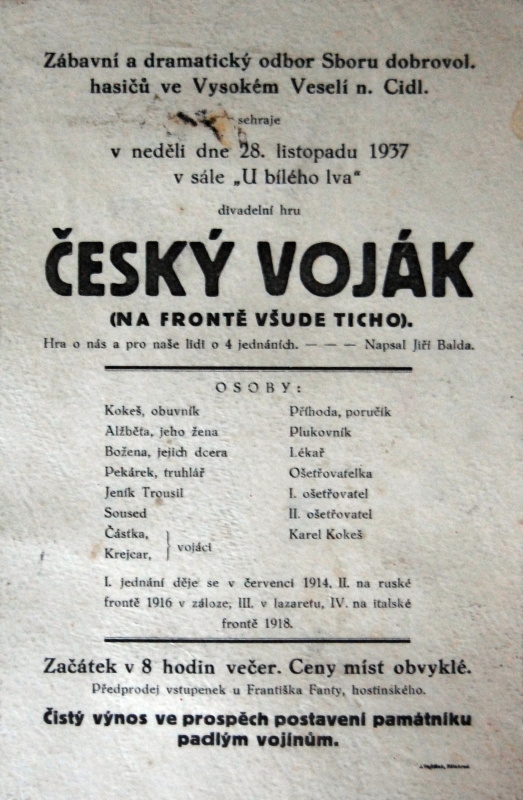 Zábavní a dramatický odbor Sboru dobrovol.
hasičů ve Vysokém Veselí n. Cidl.
sehraje
v neděli dne 28. listopadu 1937
v sále „U bílého lva“
divadelní hru
ČESKÝ VOJÁK
(NA FRONTĚ VŠUDE TICHO).
Hra o nás a pro naše lidi o 4 jednáních. — — — Napsal Jiří Balda.
OSOBY:
Kokeš, obuvník
Alžběta, jeho žena
Božena, jejich dcera
Pekárek, truhlář
Jeník Trousil
Soused
Částka,
Krejcar,
vojáci
Příhoda, poručík
Plukovník
Lékař
Ošetřovatelka
I. ošetřovatel
II. ošetřovatel
Karel Kokeš
I. jednání děje se v červenci 1914, II. na ruské
frontě 1916 v záloze, III. v lazaretu, IV. na italské
frontě 1918.
Začátek v 8 hodin večer. Ceny míst obvyklé.
Předprodej vstupenek u Františka Fanty, hostinského.
Čistý výnos ve prospěch postavení památníku
padlým vojínům.